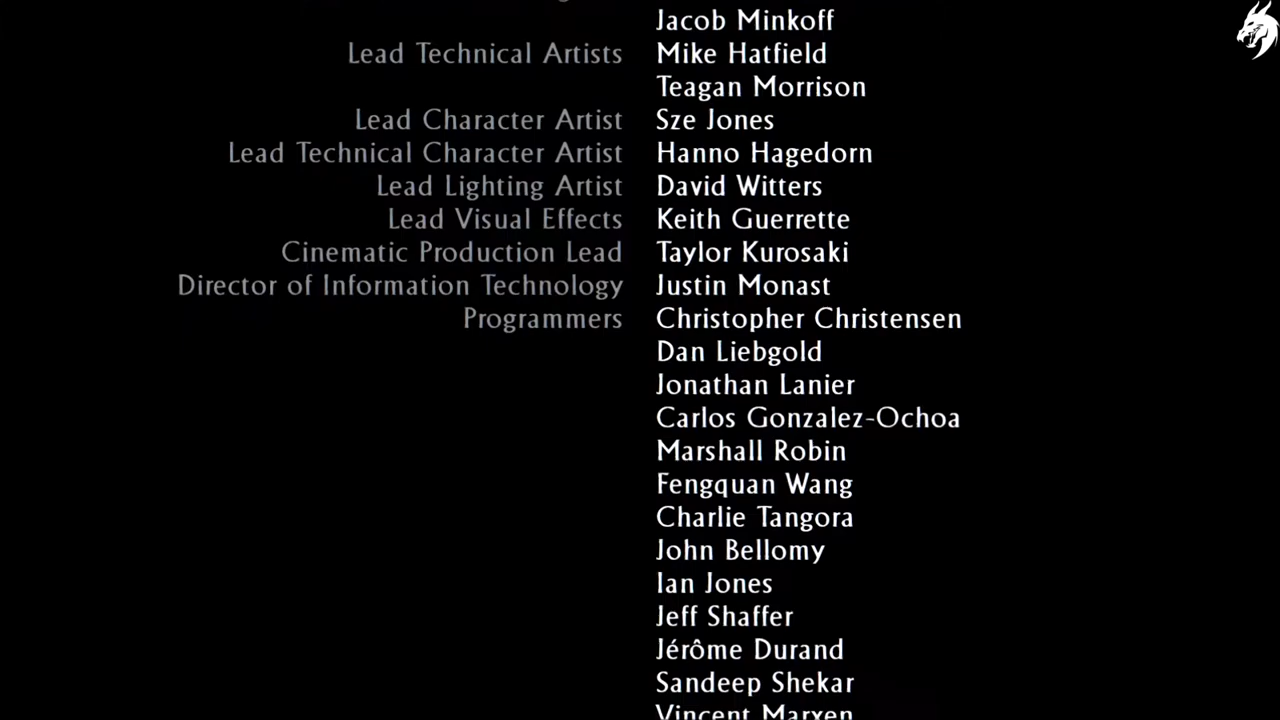 Jacob Minkoff
Lead Technical Artists Mike Hatfield
Teagan Morrison
Lead Character Artist Sze Jones
Lead Technical Character Artist Hanno Hagedorn
Lead Lighting Artist David Witters
Lead Visual Effects Keith Guerrette
Cinematic Production Lead Taylor Kurosaki
Director of Information Technology Justin Monast
Programmers Christopher Christensen
Dan Liebgold
Jonathan Lanier
Carlos Gonzalez-Ochoa
Marshall Robin
Fengquan Wang
Charlie Tangora
John Bellomy
Ian Jones
Jeff Shaffer
Jérôme Durand
Sandeep Shekar
Vincent Marxen